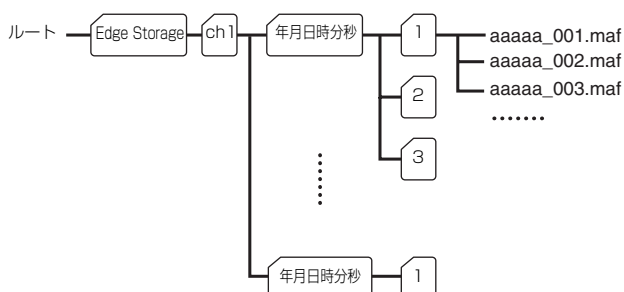 ルート
Edge Storage
ch1
年月日時分秒
1
aaaaa_001.maf
aaaaa_002.maf
aaaaa_003.maf
.......
2
3
年月日時分秒
1